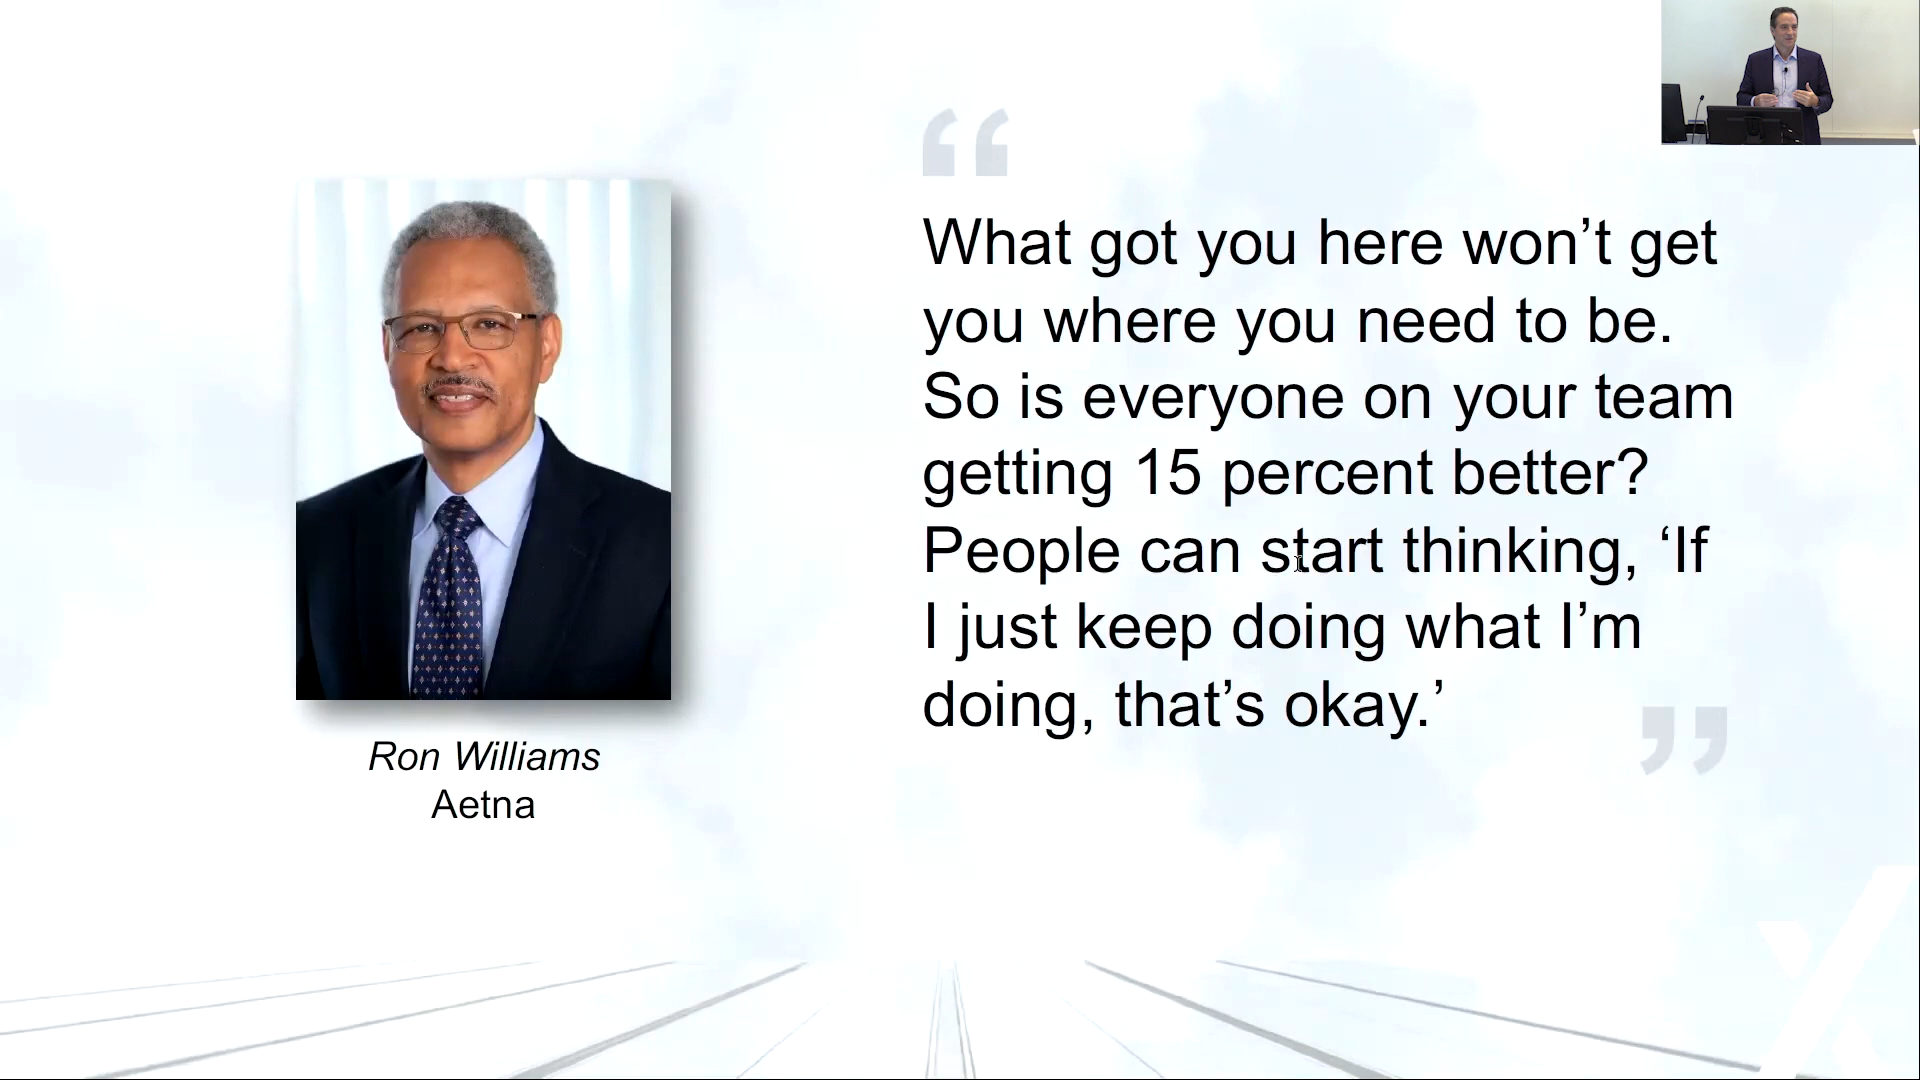 “
What got you here won’t get
you where you need to be.
So is everyone on your team
getting 15 percent better?
People can start thinking, ‘If
I just keep doing what I’m
doing, that’s okay.’
”
Ron Williams
Aetna